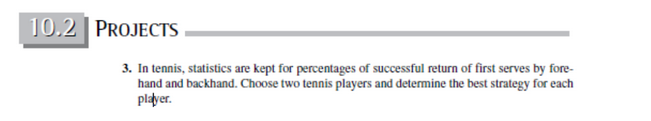 10.2 PROJECTS
3. In tennis, statistics are kept for percentages of successful return of first serves by fore-
hand and backhand. Choose two tennis players and determine the best strategy for each
player.